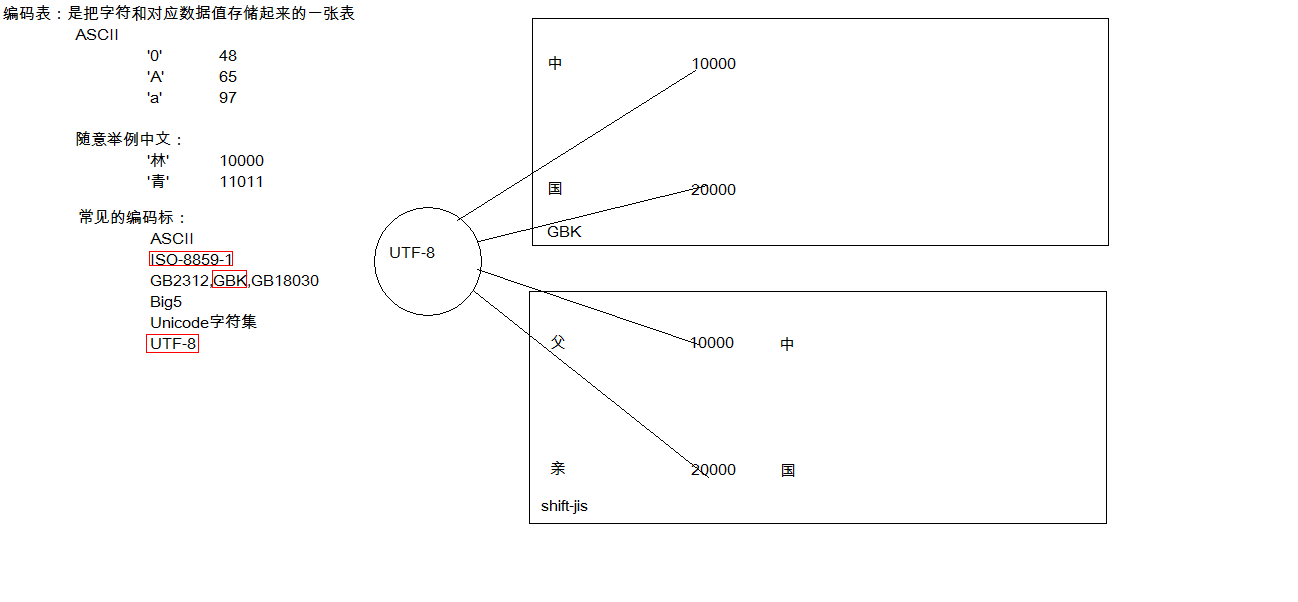 编码表：是把字符和对应数据值存储起来的一张表
ASCII
'0' 48
'A' 65
'a' 97
随意举例中文：
'林' 10000
'青' 11011
常见的编码标：
ASCII
ISO-8859-1
GB2312,GBK,GB18030
Big5
Unicode字符集
UTF-8
UTF-8
中 10000
国 20000
GBK
父 10000 中
亲 20000 国
shift-jis